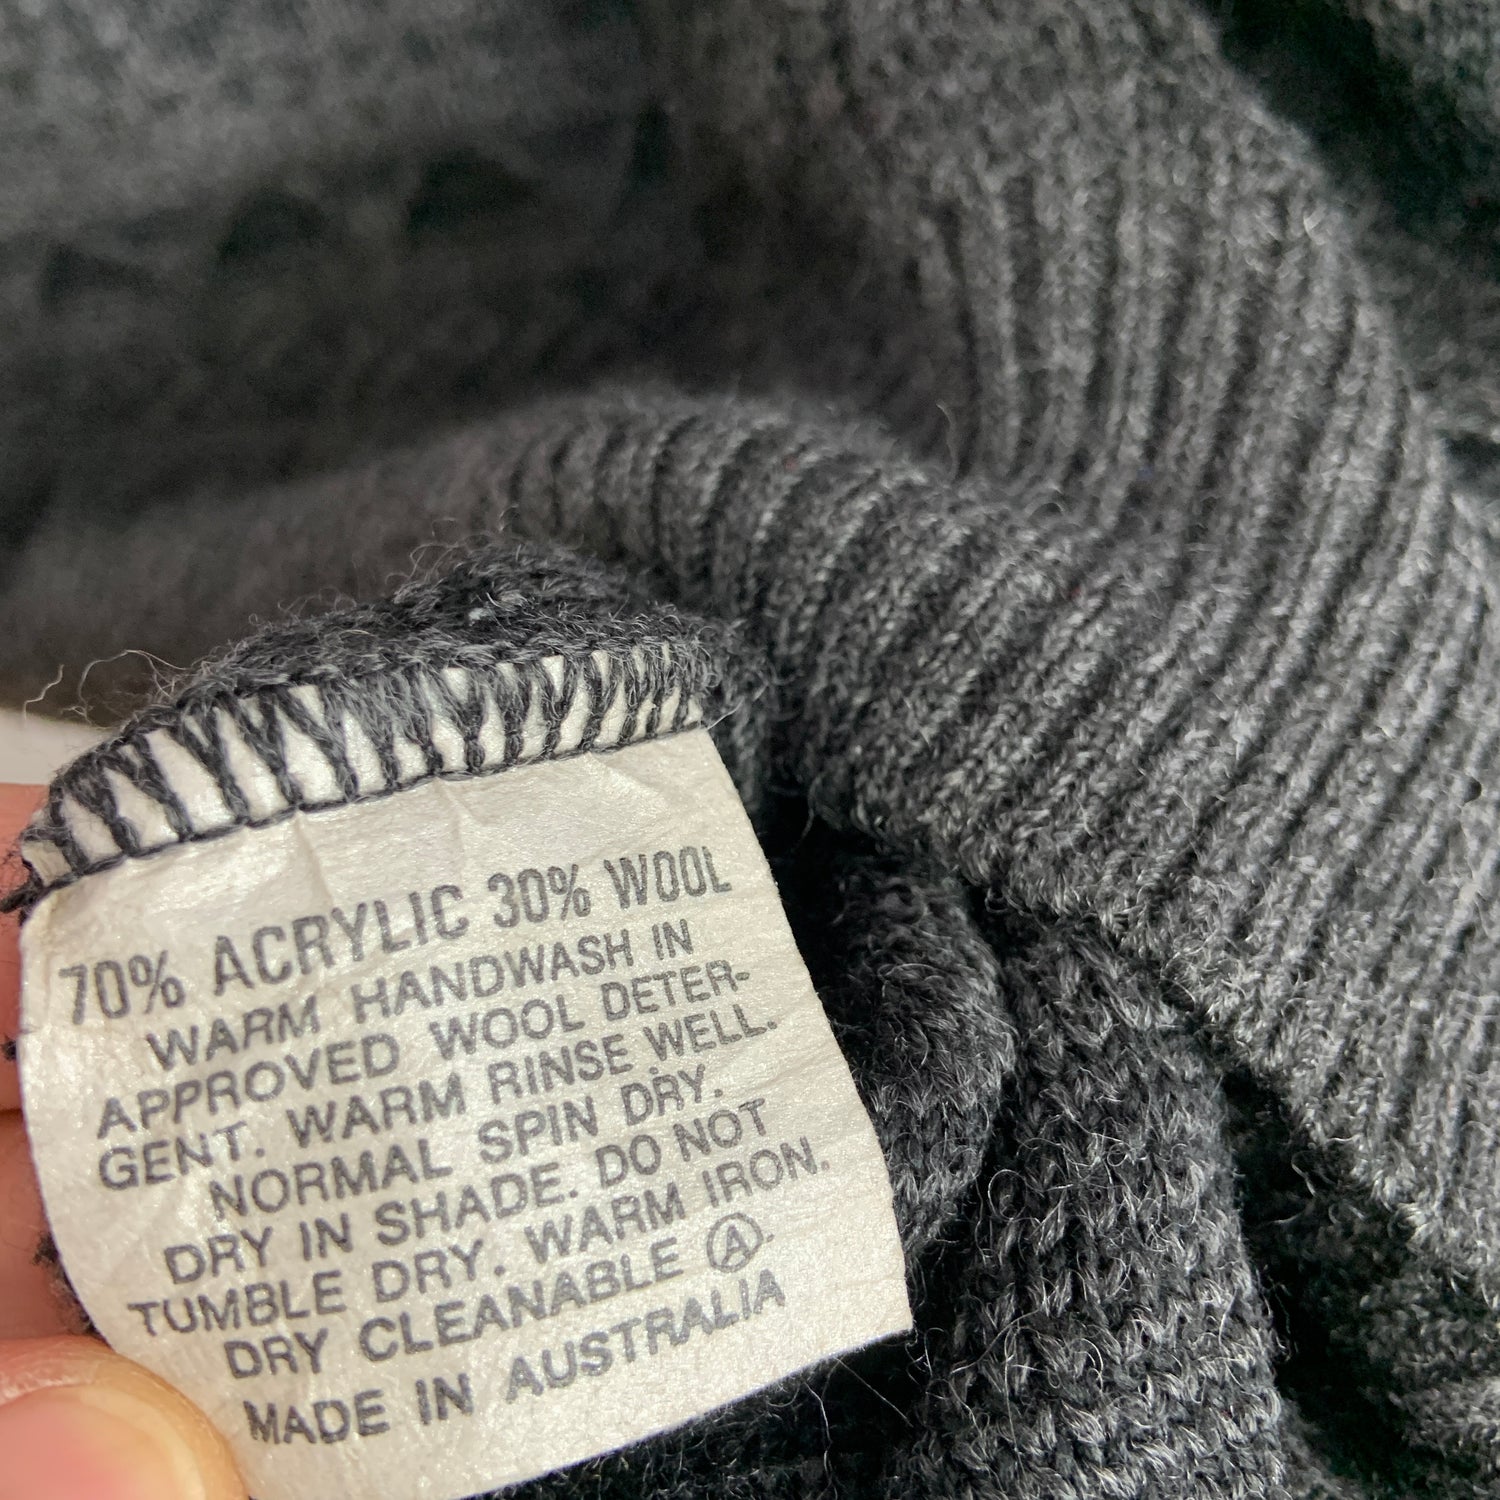 70% ACRYLIC 30% WOOL
WARM HANDWASH IN
APPROVED WOOL DETER-
GENT. WARM RINSE WELL.
NORMAL SPIN DRY.
DRY IN SHADE. DO NOT
TUMBLE DRY. WARM IRON.
DRY CLEANABLE Ⓐ.
MADE IN AUSTRALIA